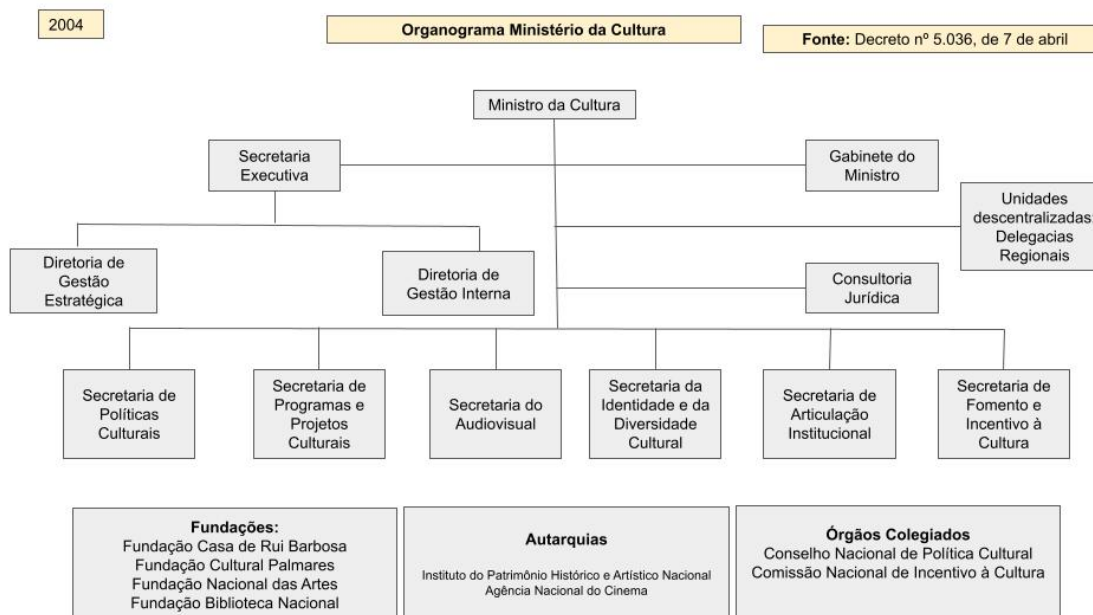 2004
Organograma Ministério da Cultura
Fonte: Decreto nº 5.036, de 7 de abril
Ministro da Cultura
Secretaria
Executiva
Gabinete do
Ministro
Unidades
descentralizadas:
Delegacias
Regionais
Diretoria de
Gestão
Estratégica
Diretoria de
Gestão Interna
Consultoria
Jurídica
Secretaria de
Políticas
Culturais
Secretaria de
Programas e
Projetos
Culturais
Secretaria do
Audiovisual
Secretaria da
Identidade e da
Diversidade
Cultural
Secretaria de
Articulação
Institucional
Secretaria de
Fomento e
Incentivo à
Cultura
Fundações:
Fundação Casa de Rui Barbosa
Fundação Cultural Palmares
Fundação Nacional das Artes
Fundação Biblioteca Nacional
Autarquias
Instituto do Patrimônio Histórico e Artístico Nacional
Agência Nacional do Cinema
Órgãos Colegiados
Conselho Nacional de Política Cultural
Comissão Nacional de Incentivo à Cultura